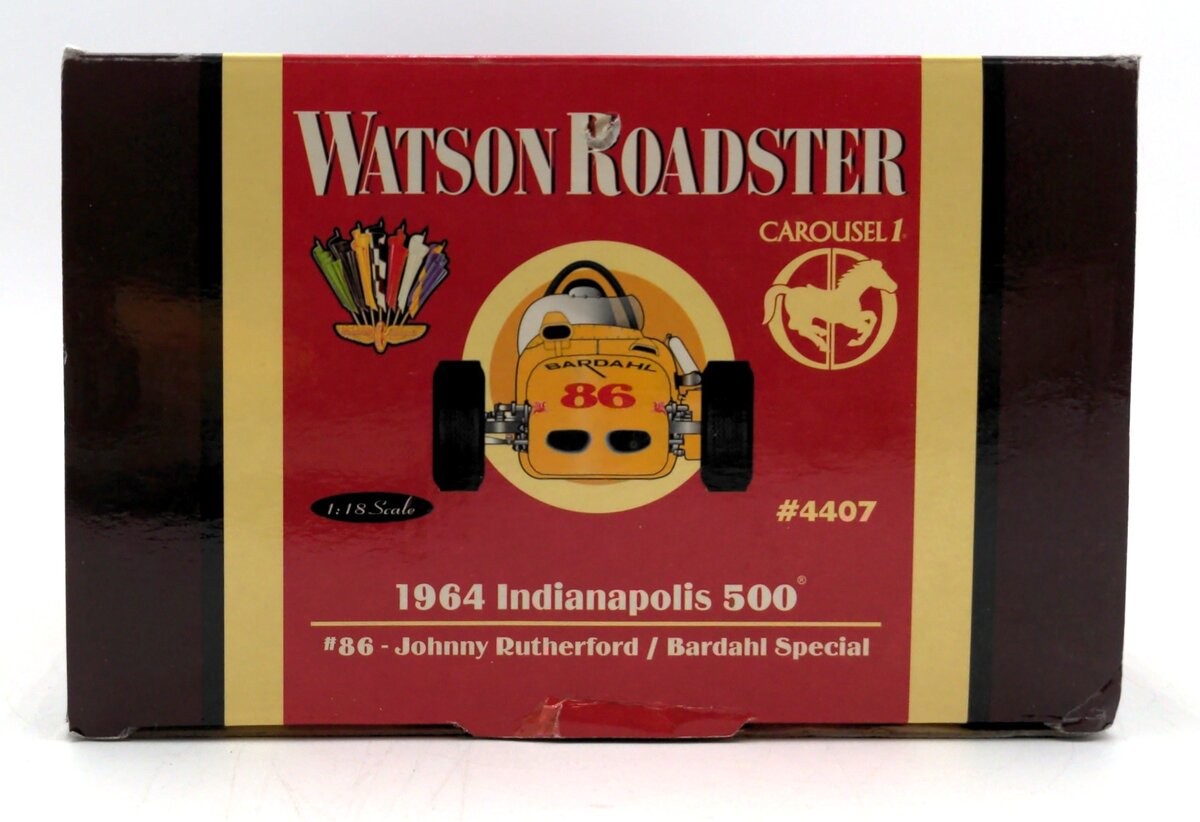 WATSON ROADSTER
CAROUSEL 1
BARDAHL
86
1:18 Scale
#4407
1964 Indianapolis 500®
#86 - Johnny Rutherford / Bardahl Special